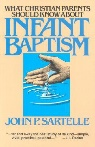 WHAT CHRISTIAN PARENTS
SHOULD KNOW ABOUT
INFANT
BAPTISM
JOHN P. SARTELLE